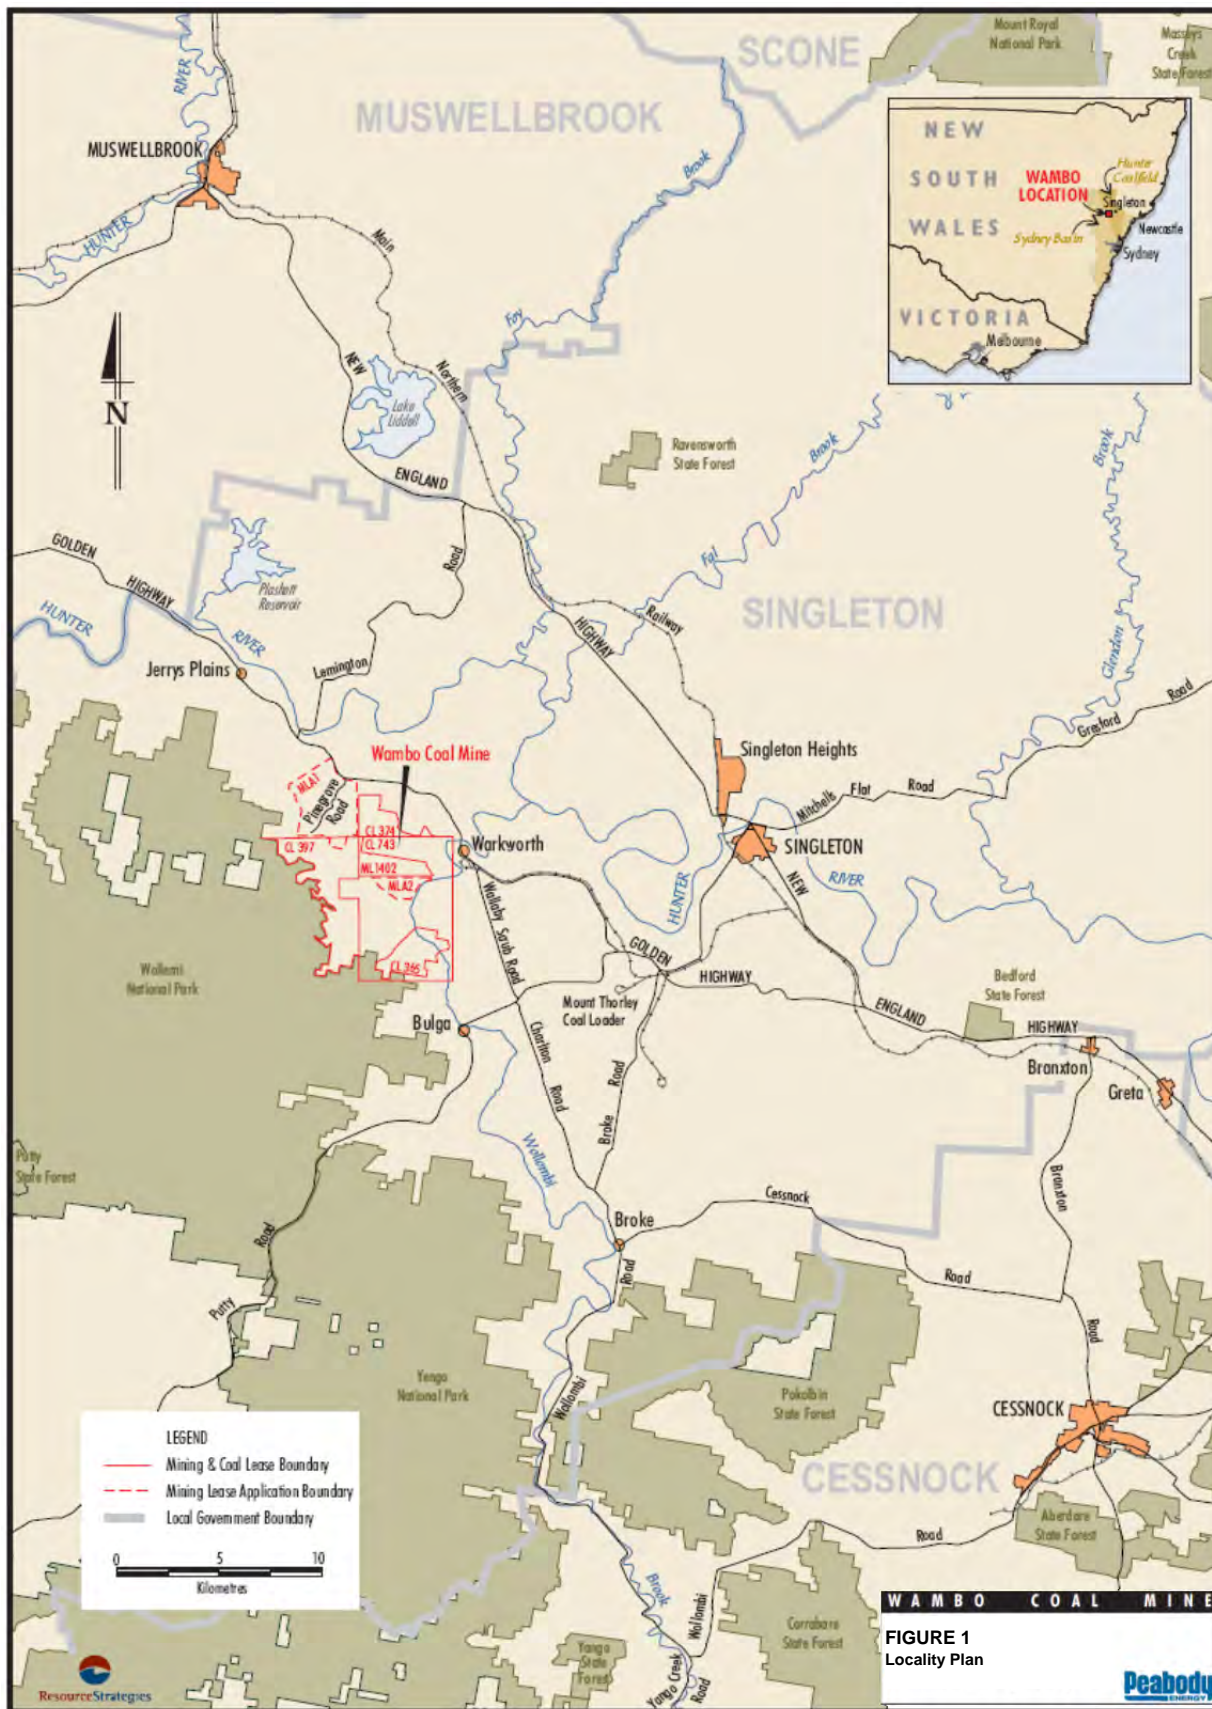 SCONE
Mount Royal
National Park
Masseys
Creek
State Forest
MUSWELLBROOK
RIVER
MUSWELLBROOK
HUNTER
Brook
Main
NEW
SOUTH
WALES
WAMBO
LOCATION
Hunter
Coalfield
Singleton
Newcastle
Sydney Basin
Sydney
VICTORIA
Melbourne
N
NEW
Foy
Northern
Lake
Liddell
ENGLAND
Ravensworth
State Forest
Brook
Brook
GOLDEN
HIGHWAY
Road
Plashett
Reservoir
Fal
SINGLETON
HUNTER
RIVER
HIGHWAY
Railway
Glendon
Jerrys Plains
Lemington
Gresford
Road
Wambo Coal Mine
Singleton Heights
MLA1
Pinegrove
Road
Mitchells
Flat
Road
CL 374
CL 397
CL 743
Warkworth
SINGLETON
ML1402
MLA2
HUNTER
NEW
RIVER
Wallaby Scrub Road
GOLDEN
HIGHWAY
Wollemi
National Park
CL 365
Mount Thorley
Coal Loader
Bedford
State Forest
ENGLAND
HIGHWAY
Bulga
Charlton
Road
Branxton
Greta
Road
Broke
Wollombi
Putty
State Forest
Branxton
Cessnock
Broke
Road
Road
Road
Putty
Road
Yengo
National Park
Wollombi
Pokolbin
State Forest
CESSNOCK
CESSNOCK
LEGEND
Mining & Coal Lease Boundary
Mining Lease Application Boundary
Local Government Boundary
0 5 10
Kilometres
Aberdare
State Forest
Road
Brook
Wollombi
Corrabare
State Forest
Yango
State
Forest
Yango Creek
Road
WAMBO COAL MINE
FIGURE 1
Locality Plan
ResourceStrategies
Peabody
ENERGY